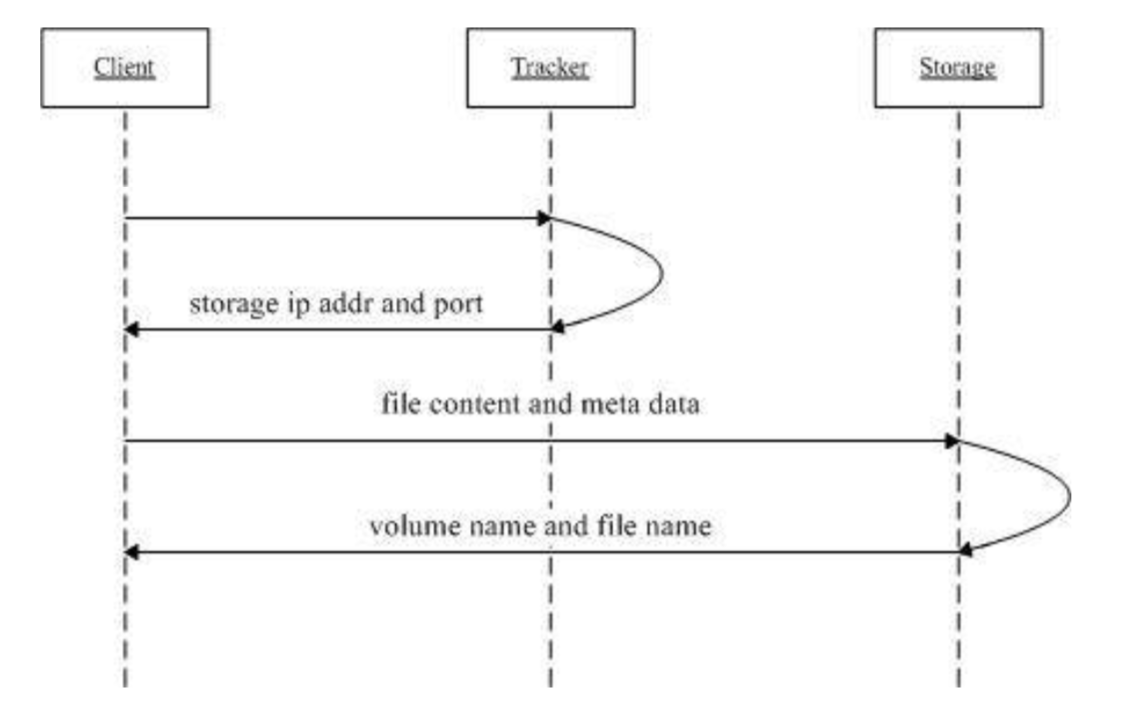 Client
Tracker
Storage
storage ip addr and port
file content and meta data
volume name and file name